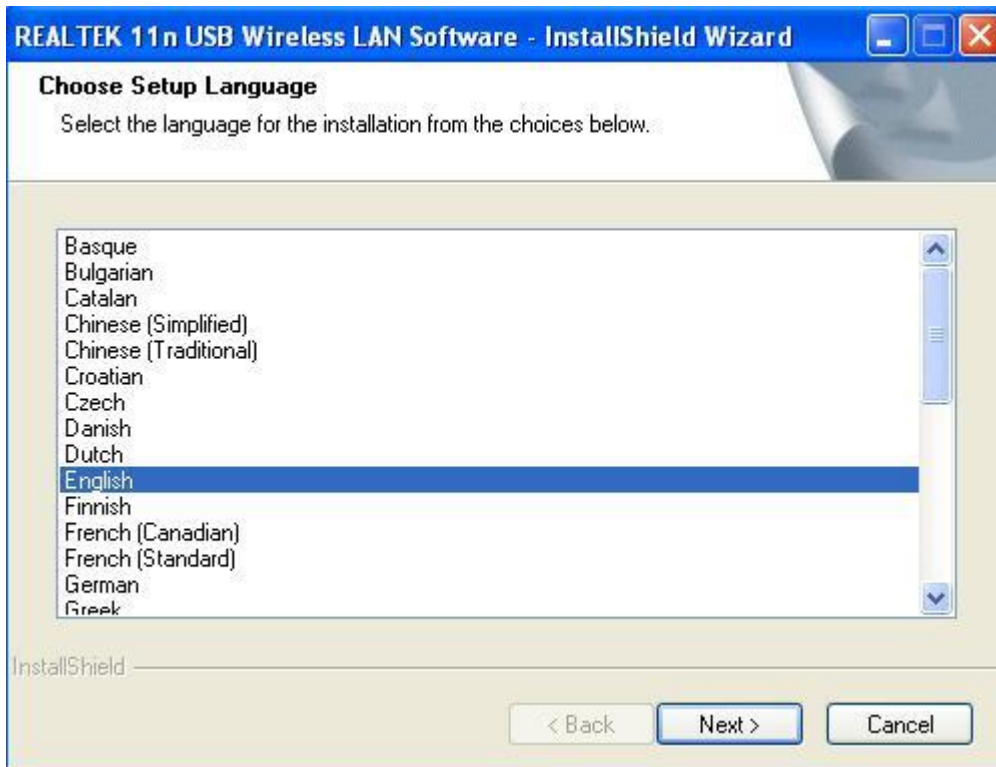 REALTEK 11n USB Wireless LAN Software - InstallShield Wizard
Choose Setup Language
Select the language for the installation from the choices below.
Basque
Bulgarian
Catalan
Chinese (Simplified)
Chinese (Traditional)
Croatian
Czech
Danish
Dutch
English
Finnish
French (Canadian)
French (Standard)
German
Greek
InstallShield
< Back
Next >
Cancel